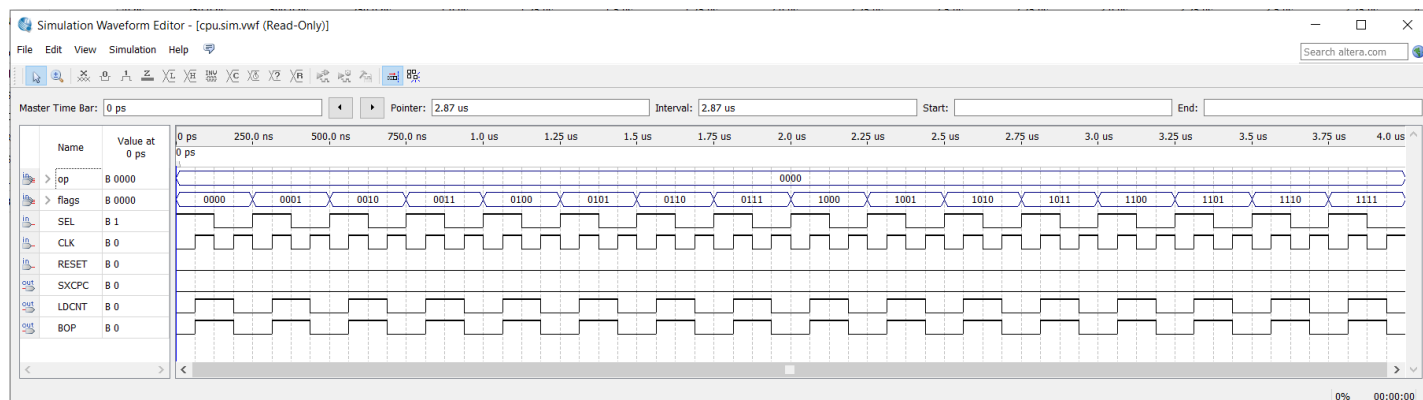 Simulation Waveform Editor - [cpu.sim.vwf (Read-Only)]
File Edit View Simulation Help
Search altera.com
Master Time Bar: 0 ps Pointer: 2.87 us Interval: 2.87 us Start: End:
Name Value at 0 ps
0 ps 250.0 ns 500.0 ns 750.0 ns 1.0 us 1.25 us 1.5 us 1.75 us 2.0 us 2.25 us 2.5 us 2.75 us 3.0 us 3.25 us 3.5 us 3.75 us 4.0 us
0 ps
op B 0000 0000
flags B 0000 0000 0001 0010 0011 0100 0101 0110 0111 1000 1001 1010 1011 1100 1101 1110 1111
SEL B 1
CLK B 0
RESET B 0
SXCPC B 0
LDCNT B 0
BOP B 0
0% 00:00:00